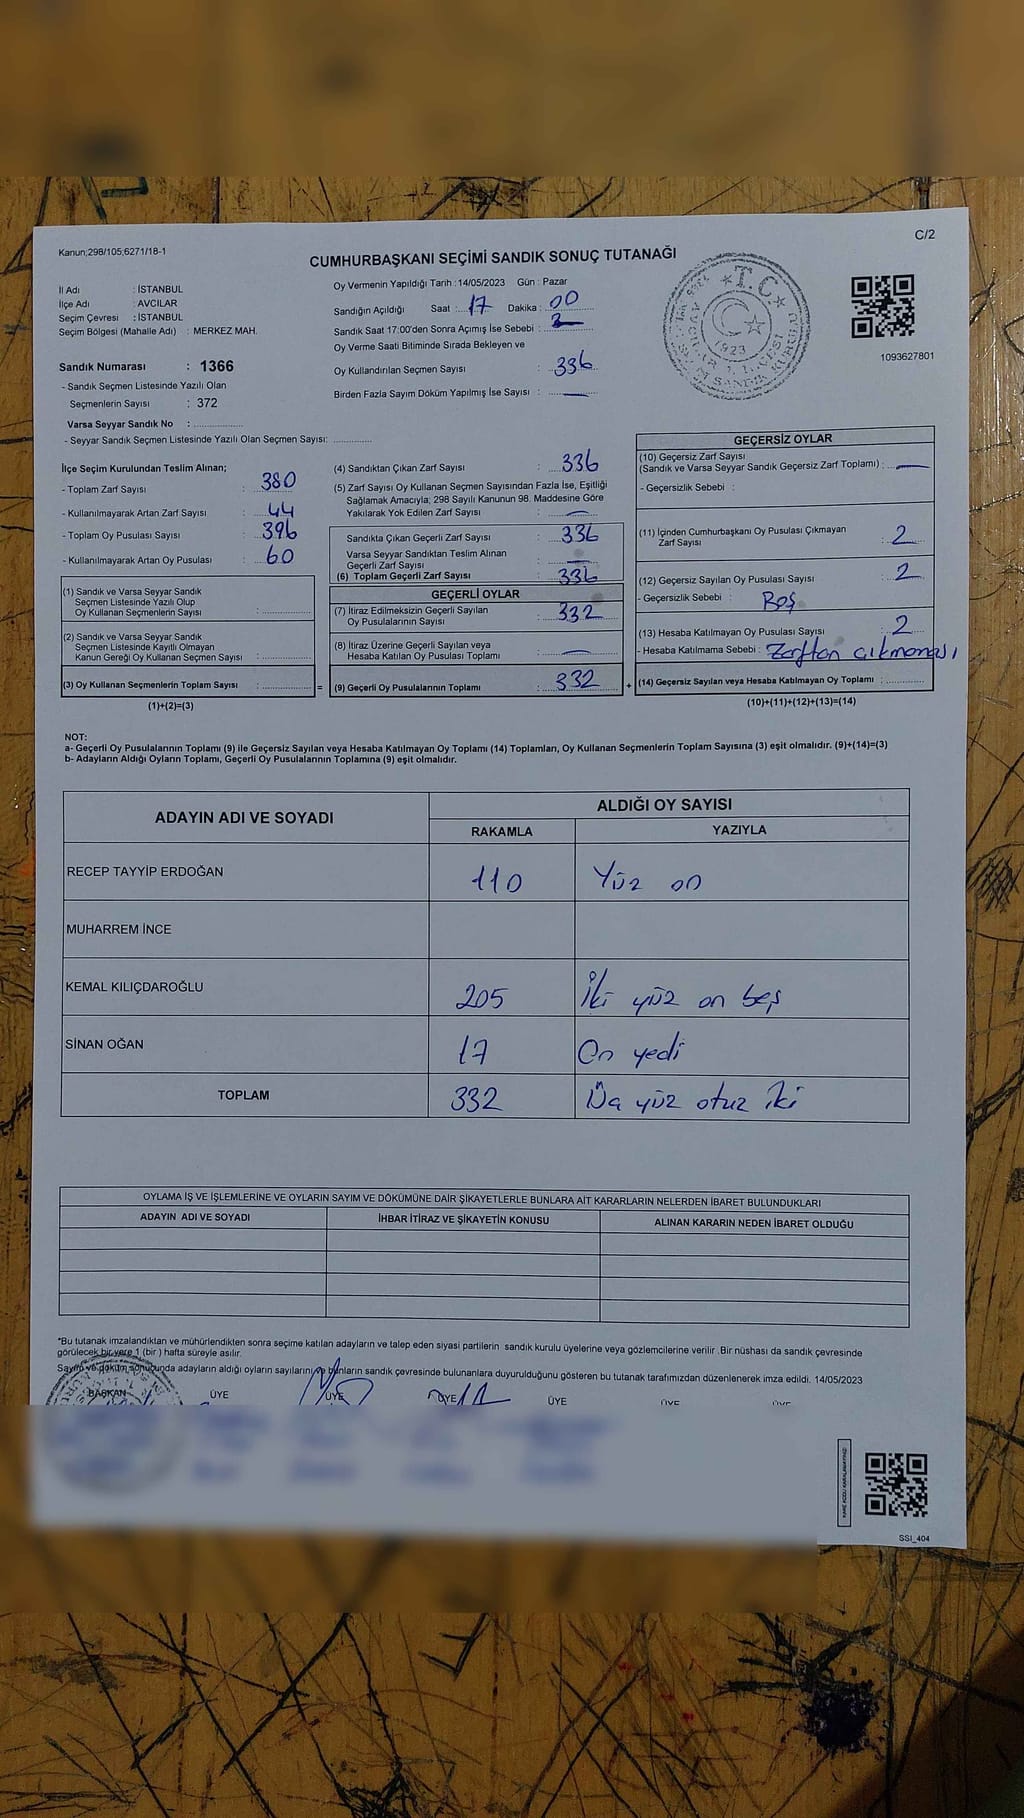 C/2
Kanun;298/105;6271/18-1
CUMHURBAŞKANI SEÇİMİ SANDIK SONUÇ TUTANAĞI
İl Adı : İSTANBUL
İlçe Adı : AVCILAR
Seçim Çevresi : İSTANBUL
Seçim Bölgesi (Mahalle Adı) : MERKEZ MAH.
Sandık Numarası : 1366
- Sandık Seçmen Listesinde Yazılı Olan
Seçmenlerin Sayısı : 372
Varsa Seyyar Sandık No :
- Seyyar Sandık Seçmen Listesinde Yazılı Olan Seçmen Sayısı:
Oy Vermenin Yapıldığı Tarih : 14/05/2023 Gün : Pazar
Sandığın Açıldığı Saat : 17 Dakika : 00
Sandık Saat 17:00'den Sonra Açımış İse Sebebi :
Oy Verme Saati Bitiminde Sırada Bekleyen ve
Oy Kullandırılan Seçmen Sayısı : 336
Birden Fazla Sayım Döküm Yapılmış İse Sayısı :
T.C.
1923
1093627801
İlçe Seçim Kurulundan Teslim Alınan;
- Toplam Zarf Sayısı : 380
- Kullanılmayarak Artan Zarf Sayısı : 44
- Toplam Oy Pusulası Sayısı : 396
- Kullanılmayarak Artan Oy Pusulası : 60
(1) Sandık ve Varsa Seyyar Sandık
Seçmen Listesinde Yazılı Olup
Oy Kullanan Seçmenlerin Sayısı :
(2) Sandık ve Varsa Seyyar Sandık
Seçmen Listesinde Kayıtlı Olmayan
Kanun Gereği Oy Kullanan Seçmen Sayısı :
(3) Oy Kullanan Seçmenlerin Toplam Sayısı : =
(1)+(2)=(3)
(4) Sandıktan Çıkan Zarf Sayısı : 336
(5) Zarf Sayısı Oy Kullanan Seçmen Sayısından Fazla İse, Eşitliği
Sağlamak Amacıyla; 298 Sayılı Kanunun 98. Maddesine Göre
Yakılarak Yok Edilen Zarf Sayısı :
Sandıkta Çıkan Geçerli Zarf Sayısı : 336
Varsa Seyyar Sandıktan Teslim Alınan
Geçerli Zarf Sayısı :
(6) Toplam Geçerli Zarf Sayısı : 336
GEÇERLİ OYLAR
(7) İtiraz Edilmeksizin Geçerli Sayılan
Oy Pusulalarının Sayısı : 332
(8) İtiraz Üzerine Geçerli Sayılan veya
Hesaba Katılan Oy Pusulası Toplamı :
(9) Geçerli Oy Pusulalarının Toplamı : 332 +
GEÇERSİZ OYLAR
(10) Geçersiz Zarf Sayısı
(Sandık ve Varsa Seyyar Sandık Geçersiz Zarf Toplamı) :
- Geçersizlik Sebebi :
(11) İçinden Cumhurbaşkanı Oy Pusulası Çıkmayan
Zarf Sayısı : 2
(12) Geçersiz Sayılan Oy Pusulası Sayısı : 2
- Geçersizlik Sebebi : Boş
(13) Hesaba Katılmayan Oy Pusulası Sayısı : 2
- Hesaba Katılmama Sebebi : Zarftan çıkmaması
(14) Geçersiz Sayılan veya Hesaba Katılmayan Oy Toplamı :
(10)+(11)+(12)+(13)=(14)
NOT:
a- Geçerli Oy Pusulalarının Toplamı (9) ile Geçersiz Sayılan veya Hesaba Katılmayan Oy Toplamı (14) Toplamları, Oy Kullanan Seçmenlerin Toplam Sayısına (3) eşit olmalıdır. (9)+(14)=(3)
b- Adayların Aldığı Oyların Toplamı, Geçerli Oy Pusulalarının Toplamına (9) eşit olmalıdır.
ADAYIN ADI VE SOYADI ALDIĞI OY SAYISI
RAKAMLA YAZIYLA
RECEP TAYYİP ERDOĞAN 110 Yüz on
MUHARREM İNCE
KEMAL KILIÇDAROĞLU 205 İki yüz on beş
SİNAN OĞAN 17 On yedi
TOPLAM 332 Üç yüz otuz iki
OYLAMA İŞ VE İŞLEMLERİNE VE OYLARIN SAYIM VE DÖKÜMÜNE DAİR ŞİKAYETLERLE BUNLARA AİT KARARLARIN NELERDEN İBARET BULUNDUKLARI
ADAYIN ADI VE SOYADI İHBAR İTİRAZ VE ŞİKAYETİN KONUSU ALINAN KARARIN NEDEN İBARET OLDUĞU
*Bu tutanak imzalandıktan ve mühürlendikten sonra seçime katılan adayların ve talep eden siyasi partilerin sandık kurulu üyelerine veya gözlemcilerine verilir .Bir nüshası da sandık çevresinde
görülecek bir yere 1 (bir ) hafta süreyle asılır.
Sayım ve döküm sonucunda adayların aldığı oyların sayılarını ve bunların sandık çevresinde bulunanlara duyurulduğunu gösteren bu tutanak tarafımızdan düzenlenerek imza edildi. 14/05/2023
BAŞKAN ÜYE ÜYE ÜYE ÜYE ÜYE ÜYE
SSI_404